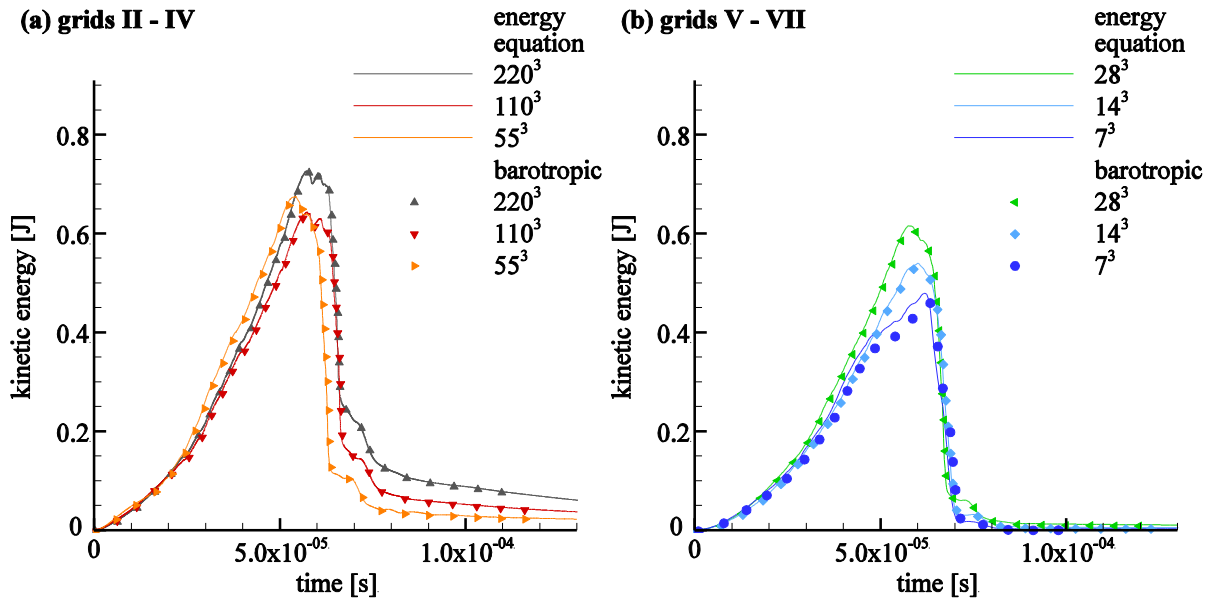 (a) grids II - IV
energy
equation
220³
110³
55³
barotropic
220³
110³
55³
kinetic energy [J]
0.8
0.6
0.4
0.2
0
0
5.0x10⁻⁰⁵
1.0x10⁻⁰⁴
time [s]
(b) grids V - VII
energy
equation
28³
14³
7³
barotropic
28³
14³
7³
kinetic energy [J]
0.8
0.6
0.4
0.2
0
0
5.0x10⁻⁰⁵
1.0x10⁻⁰⁴
time [s]